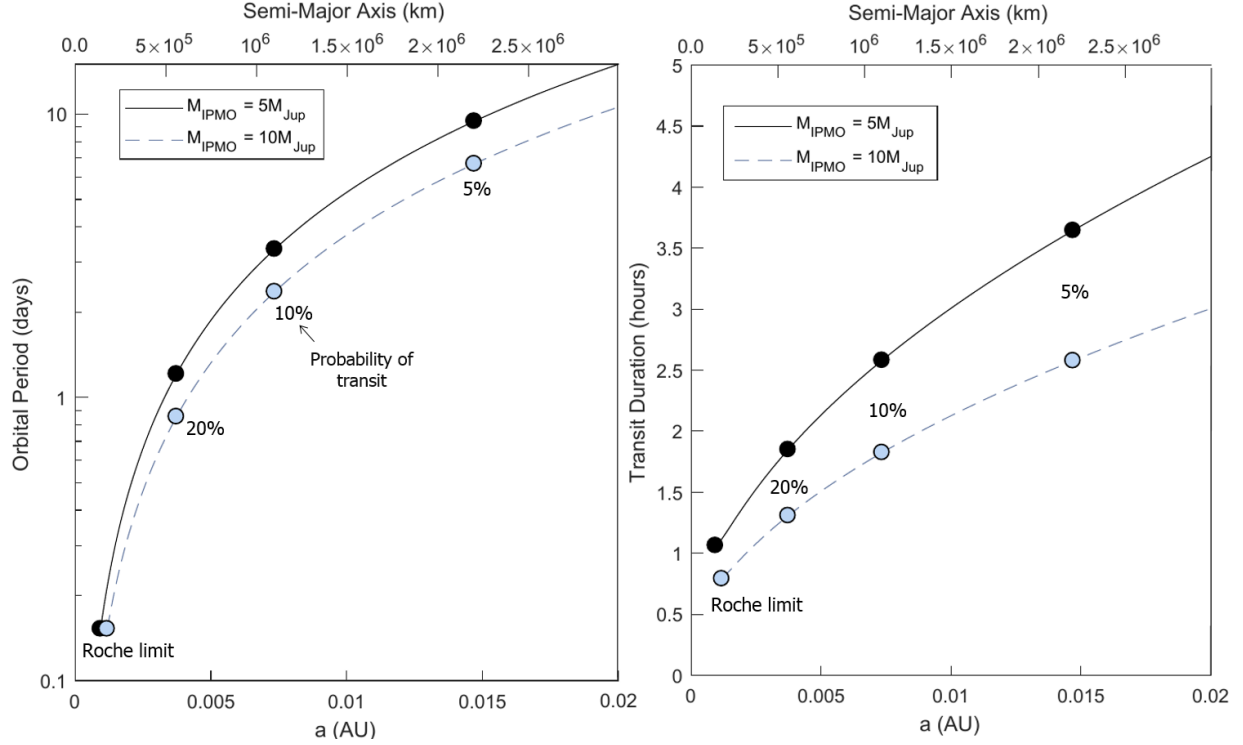 Semi-Major Axis (km)
0.0 5×10⁵ 10⁶ 1.5×10⁶ 2×10⁶ 2.5×10⁶
M_IPMO = 5M_Jup
M_IPMO = 10M_Jup
10
1
0.1
Orbital Period (days)
5%
10%
Probability of
transit
20%
Roche limit
0 0.005 0.01 0.015 0.02
a (AU)
Semi-Major Axis (km)
0.0 5×10⁵ 10⁶ 1.5×10⁶ 2×10⁶ 2.5×10⁶
M_IPMO = 5M_Jup
M_IPMO = 10M_Jup
5
4.5
4
3.5
3
2.5
2
1.5
1
0.5
0
Transit Duration (hours)
5%
10%
20%
Roche limit
0 0.005 0.01 0.015 0.02
a (AU)